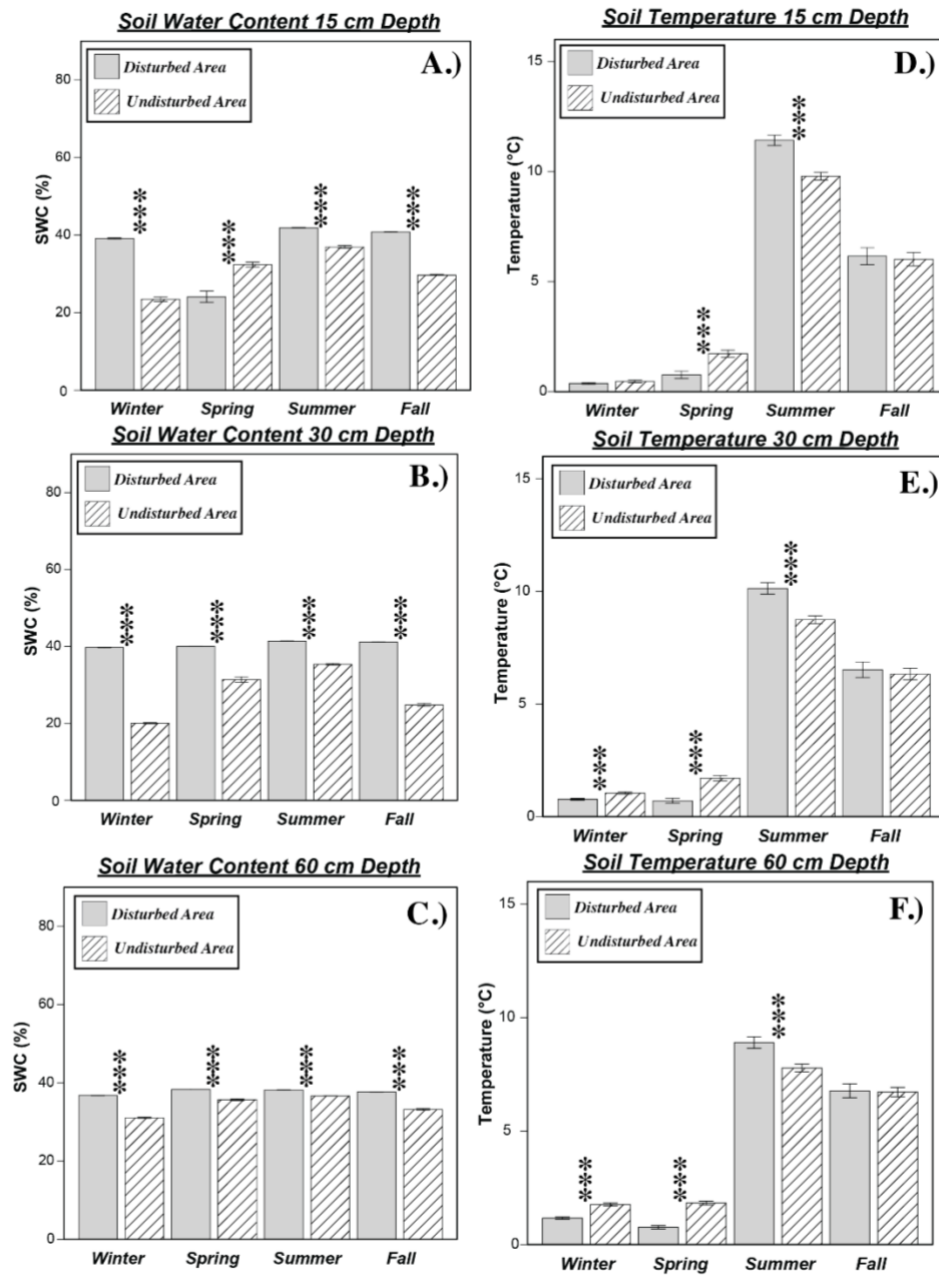 Soil Water Content 15 cm Depth
A.)
Disturbed Area
Undisturbed Area
SWC (%)
80
60
40
20
0
***
***
***
***
Winter Spring Summer Fall
Soil Temperature 15 cm Depth
D.)
Disturbed Area
Undisturbed Area
Temperature (°C)
15
10
5
0
***
***
Winter Spring Summer Fall
Soil Water Content 30 cm Depth
B.)
Disturbed Area
Undisturbed Area
SWC (%)
80
60
40
20
0
***
***
***
***
Winter Spring Summer Fall
Soil Temperature 30 cm Depth
E.)
Disturbed Area
Undisturbed Area
Temperature (°C)
15
10
5
0
***
***
***
Winter Spring Summer Fall
Soil Water Content 60 cm Depth
C.)
Disturbed Area
Undisturbed Area
SWC (%)
80
60
40
20
0
***
***
***
***
Winter Spring Summer Fall
Soil Temperature 60 cm Depth
F.)
Disturbed Area
Undisturbed Area
Temperature (°C)
15
10
5
0
***
***
***
Winter Spring Summer Fall